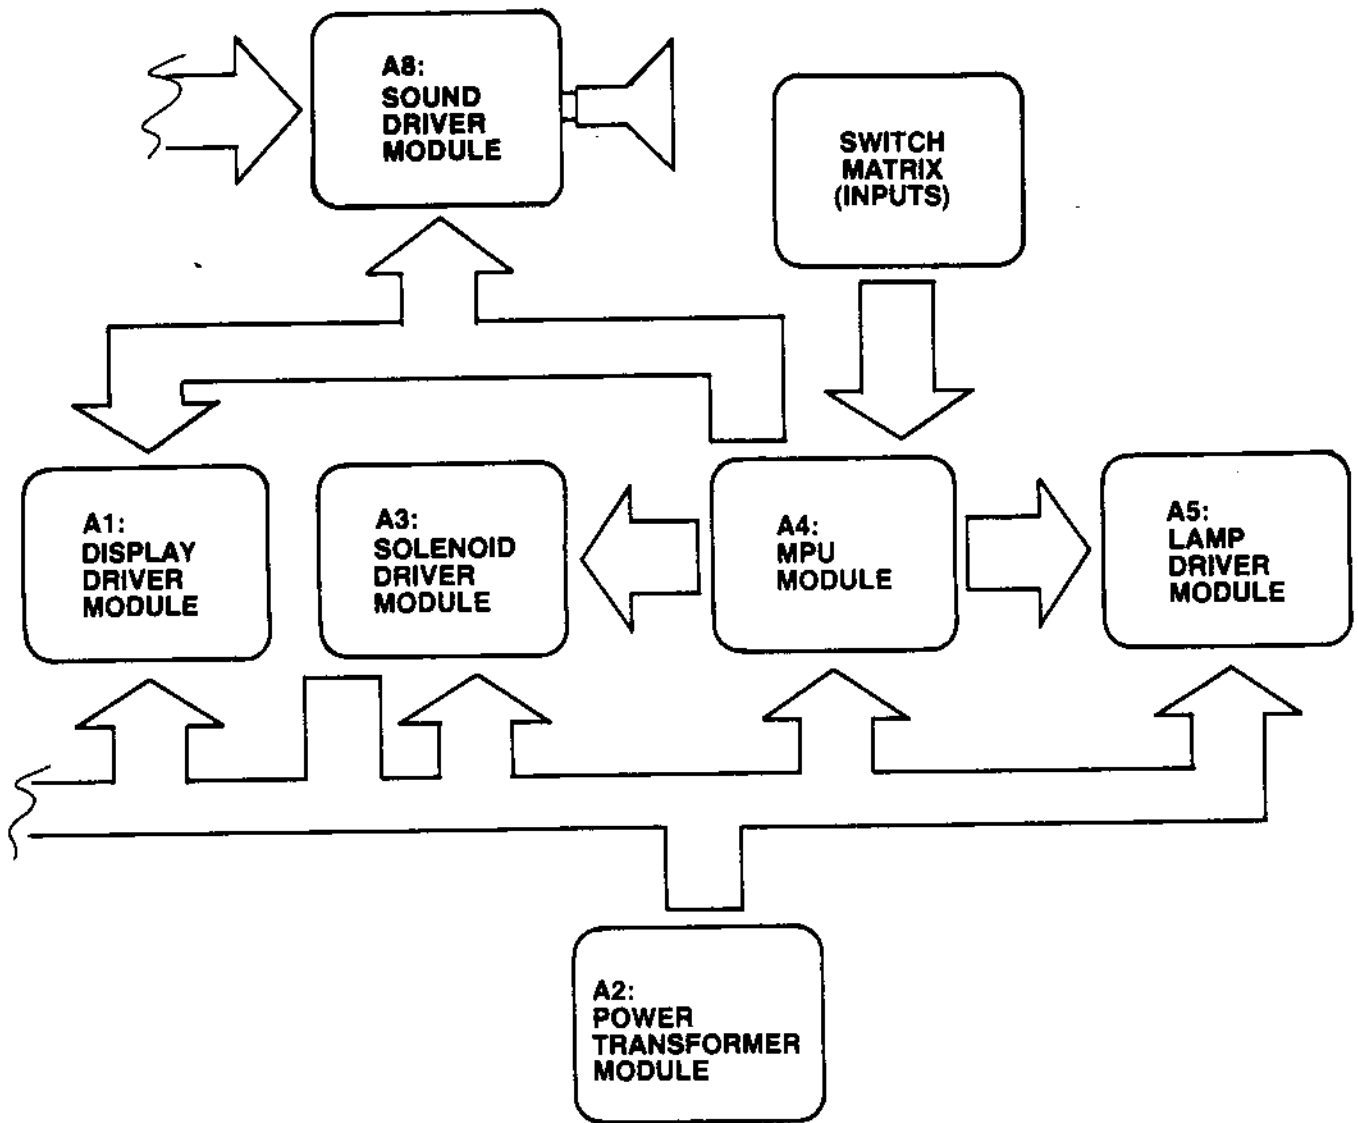 A8:
SOUND
DRIVER
MODULE
SWITCH
MATRIX
(INPUTS)
A1:
DISPLAY
DRIVER
MODULE
A3:
SOLENOID
DRIVER
MODULE
A4:
MPU
MODULE
A5:
LAMP
DRIVER
MODULE
A2:
POWER
TRANSFORMER
MODULE